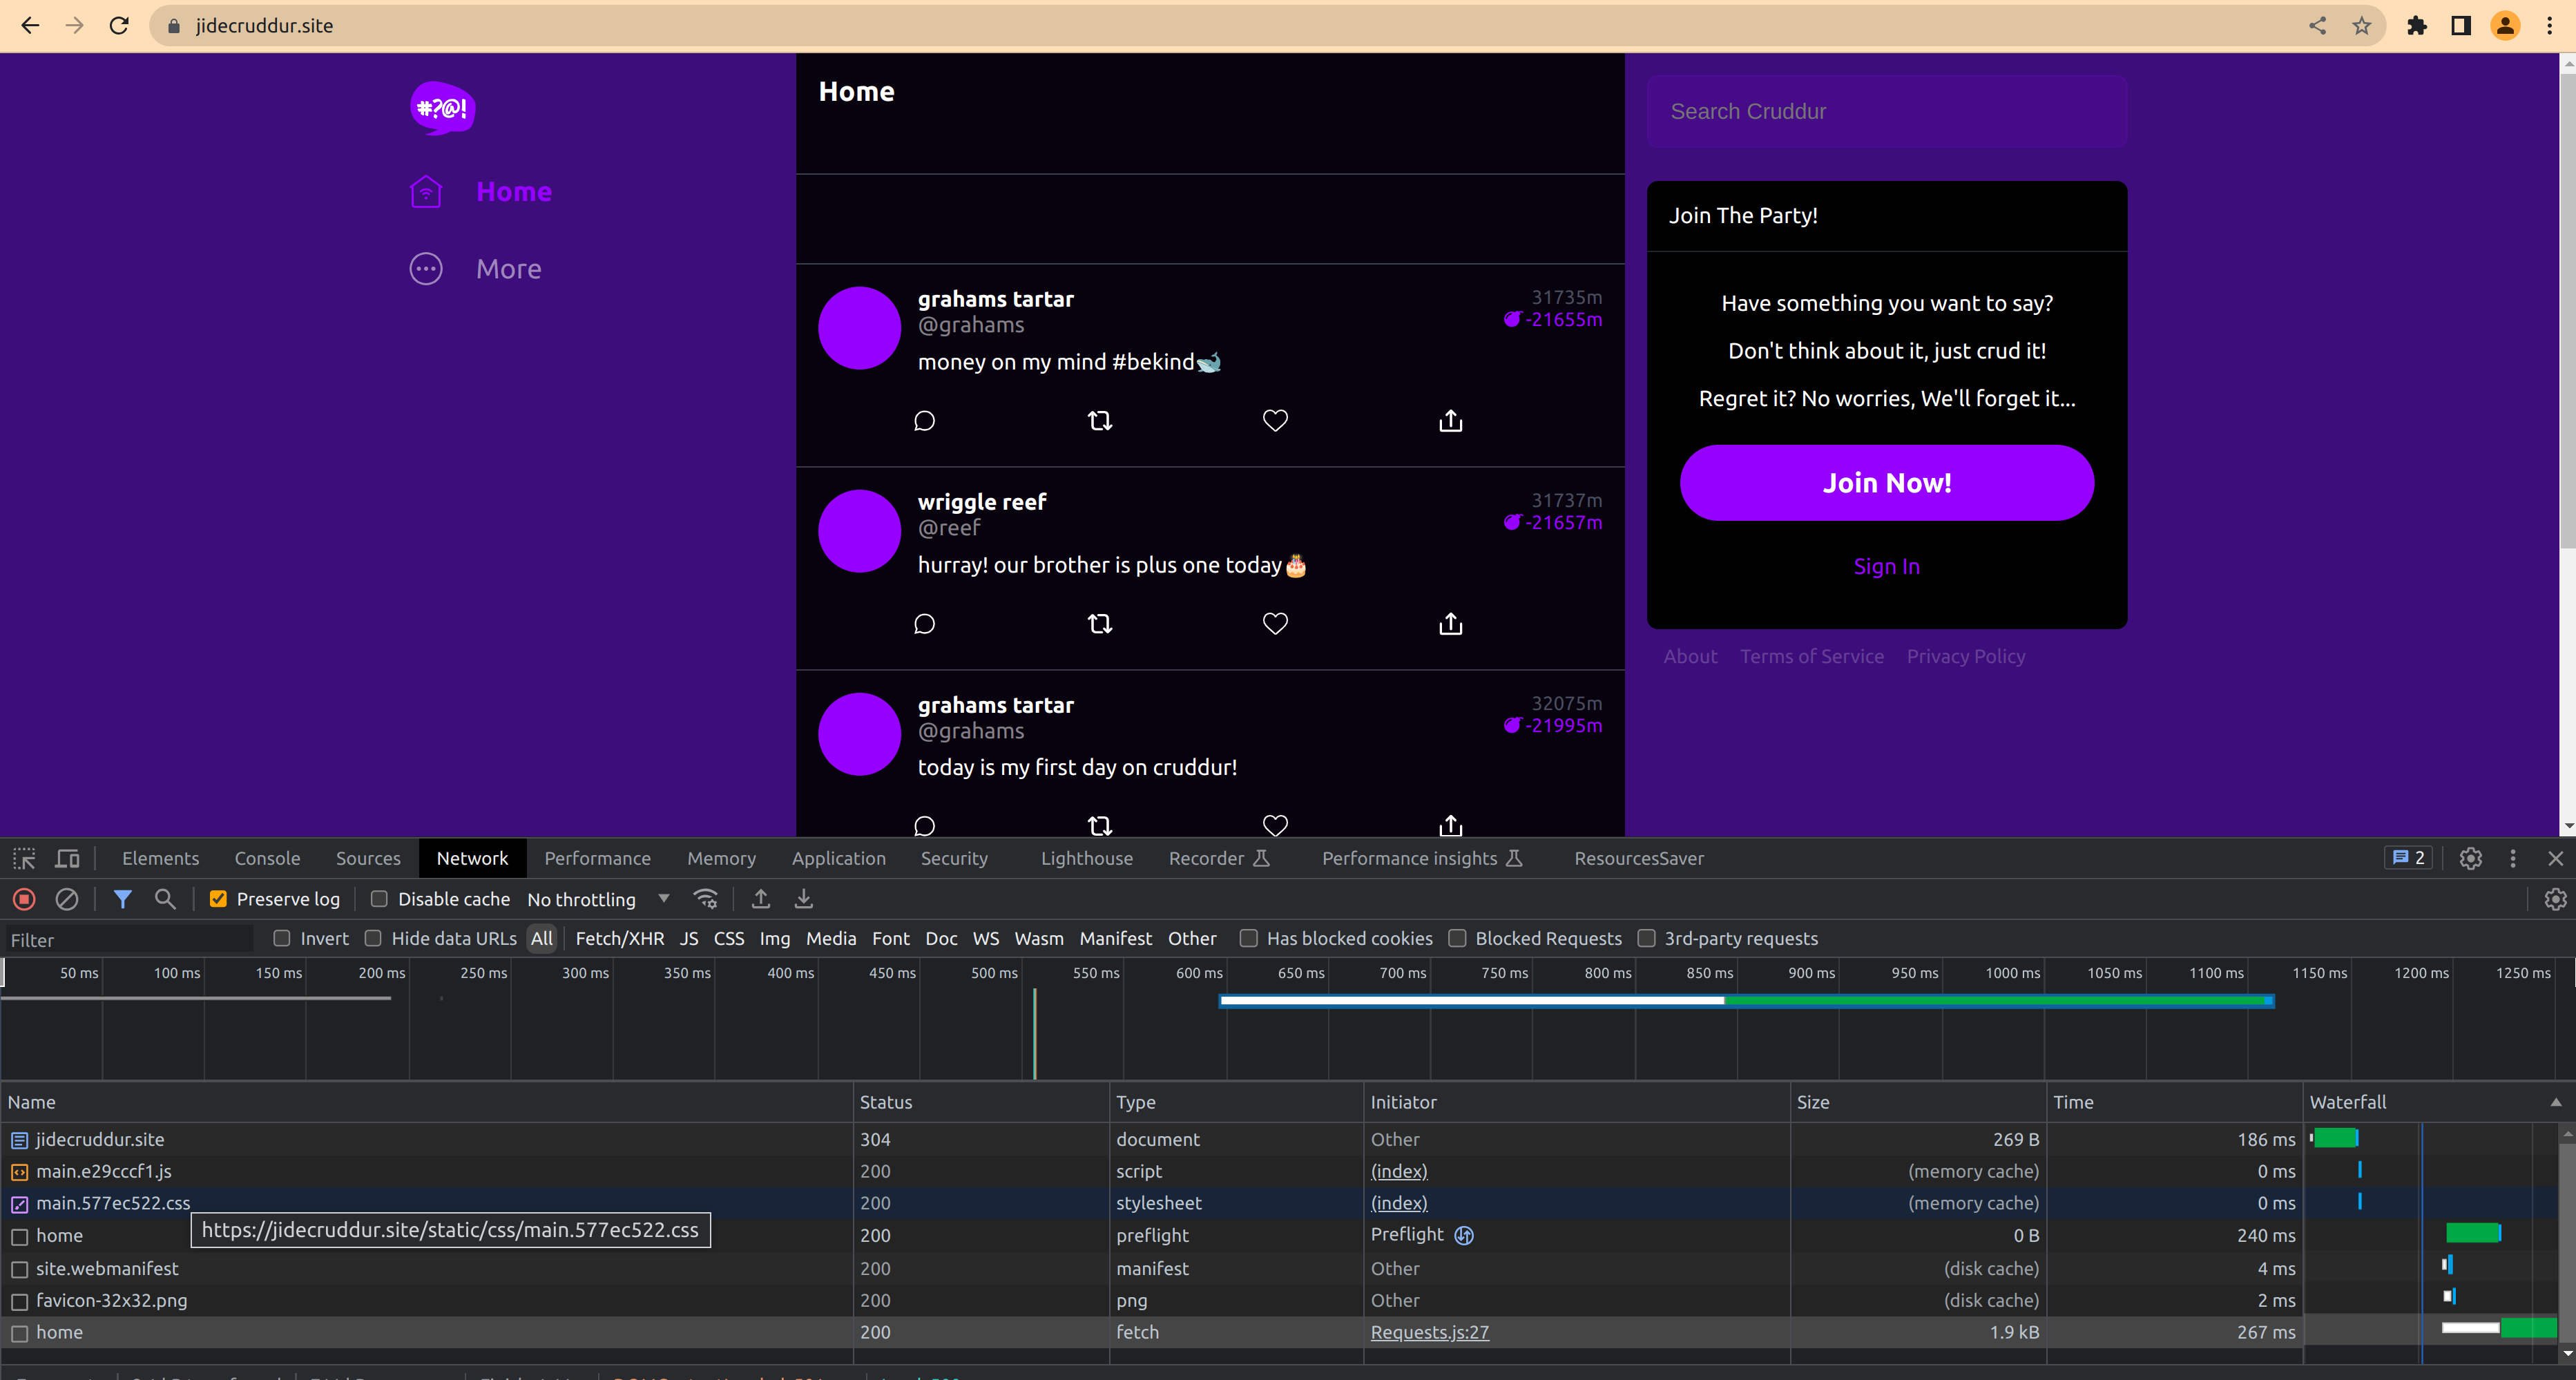 jidecruddur.site
#?@!
Home
More
Home
grahams tartar
31735m
@grahams
-21655m
money on my mind #bekind🐳
wriggle reef
31737m
@reef
-21657m
hurray! our brother is plus one today🎂
grahams tartar
32075m
@grahams
-21995m
today is my first day on cruddur!
Search Cruddur
Join The Party!
Have something you want to say?
Don't think about it, just crud it!
Regret it? No worries, We'll forget it...
Join Now!
Sign In
About Terms of Service Privacy Policy
Elements Console Sources Network Performance Memory Application Security Lighthouse Recorder Performance insights ResourcesSaver 2
Preserve log Disable cache No throttling
Filter Invert Hide data URLs All Fetch/XHR JS CSS Img Media Font Doc WS Wasm Manifest Other Has blocked cookies Blocked Requests 3rd-party requests
50 ms 100 ms 150 ms 200 ms 250 ms 300 ms 350 ms 400 ms 450 ms 500 ms 550 ms 600 ms 650 ms 700 ms 750 ms 800 ms 850 ms 900 ms 950 ms 1000 ms 1050 ms 1100 ms 1150 ms 1200 ms 1250 ms
Name Status Type Initiator Size Time Waterfall
jidecruddur.site 304 document Other 269 B 186 ms
main.e29cccf1.js 200 script (index) (memory cache) 0 ms
main.577ec522.css 200 stylesheet (index) (memory cache) 0 ms
https://jidecruddur.site/static/css/main.577ec522.css
home 200 preflight Preflight 0 B 240 ms
site.webmanifest 200 manifest Other (disk cache) 4 ms
favicon-32x32.png 200 png Other (disk cache) 2 ms
home 200 fetch Requests.js:27 1.9 kB 267 ms